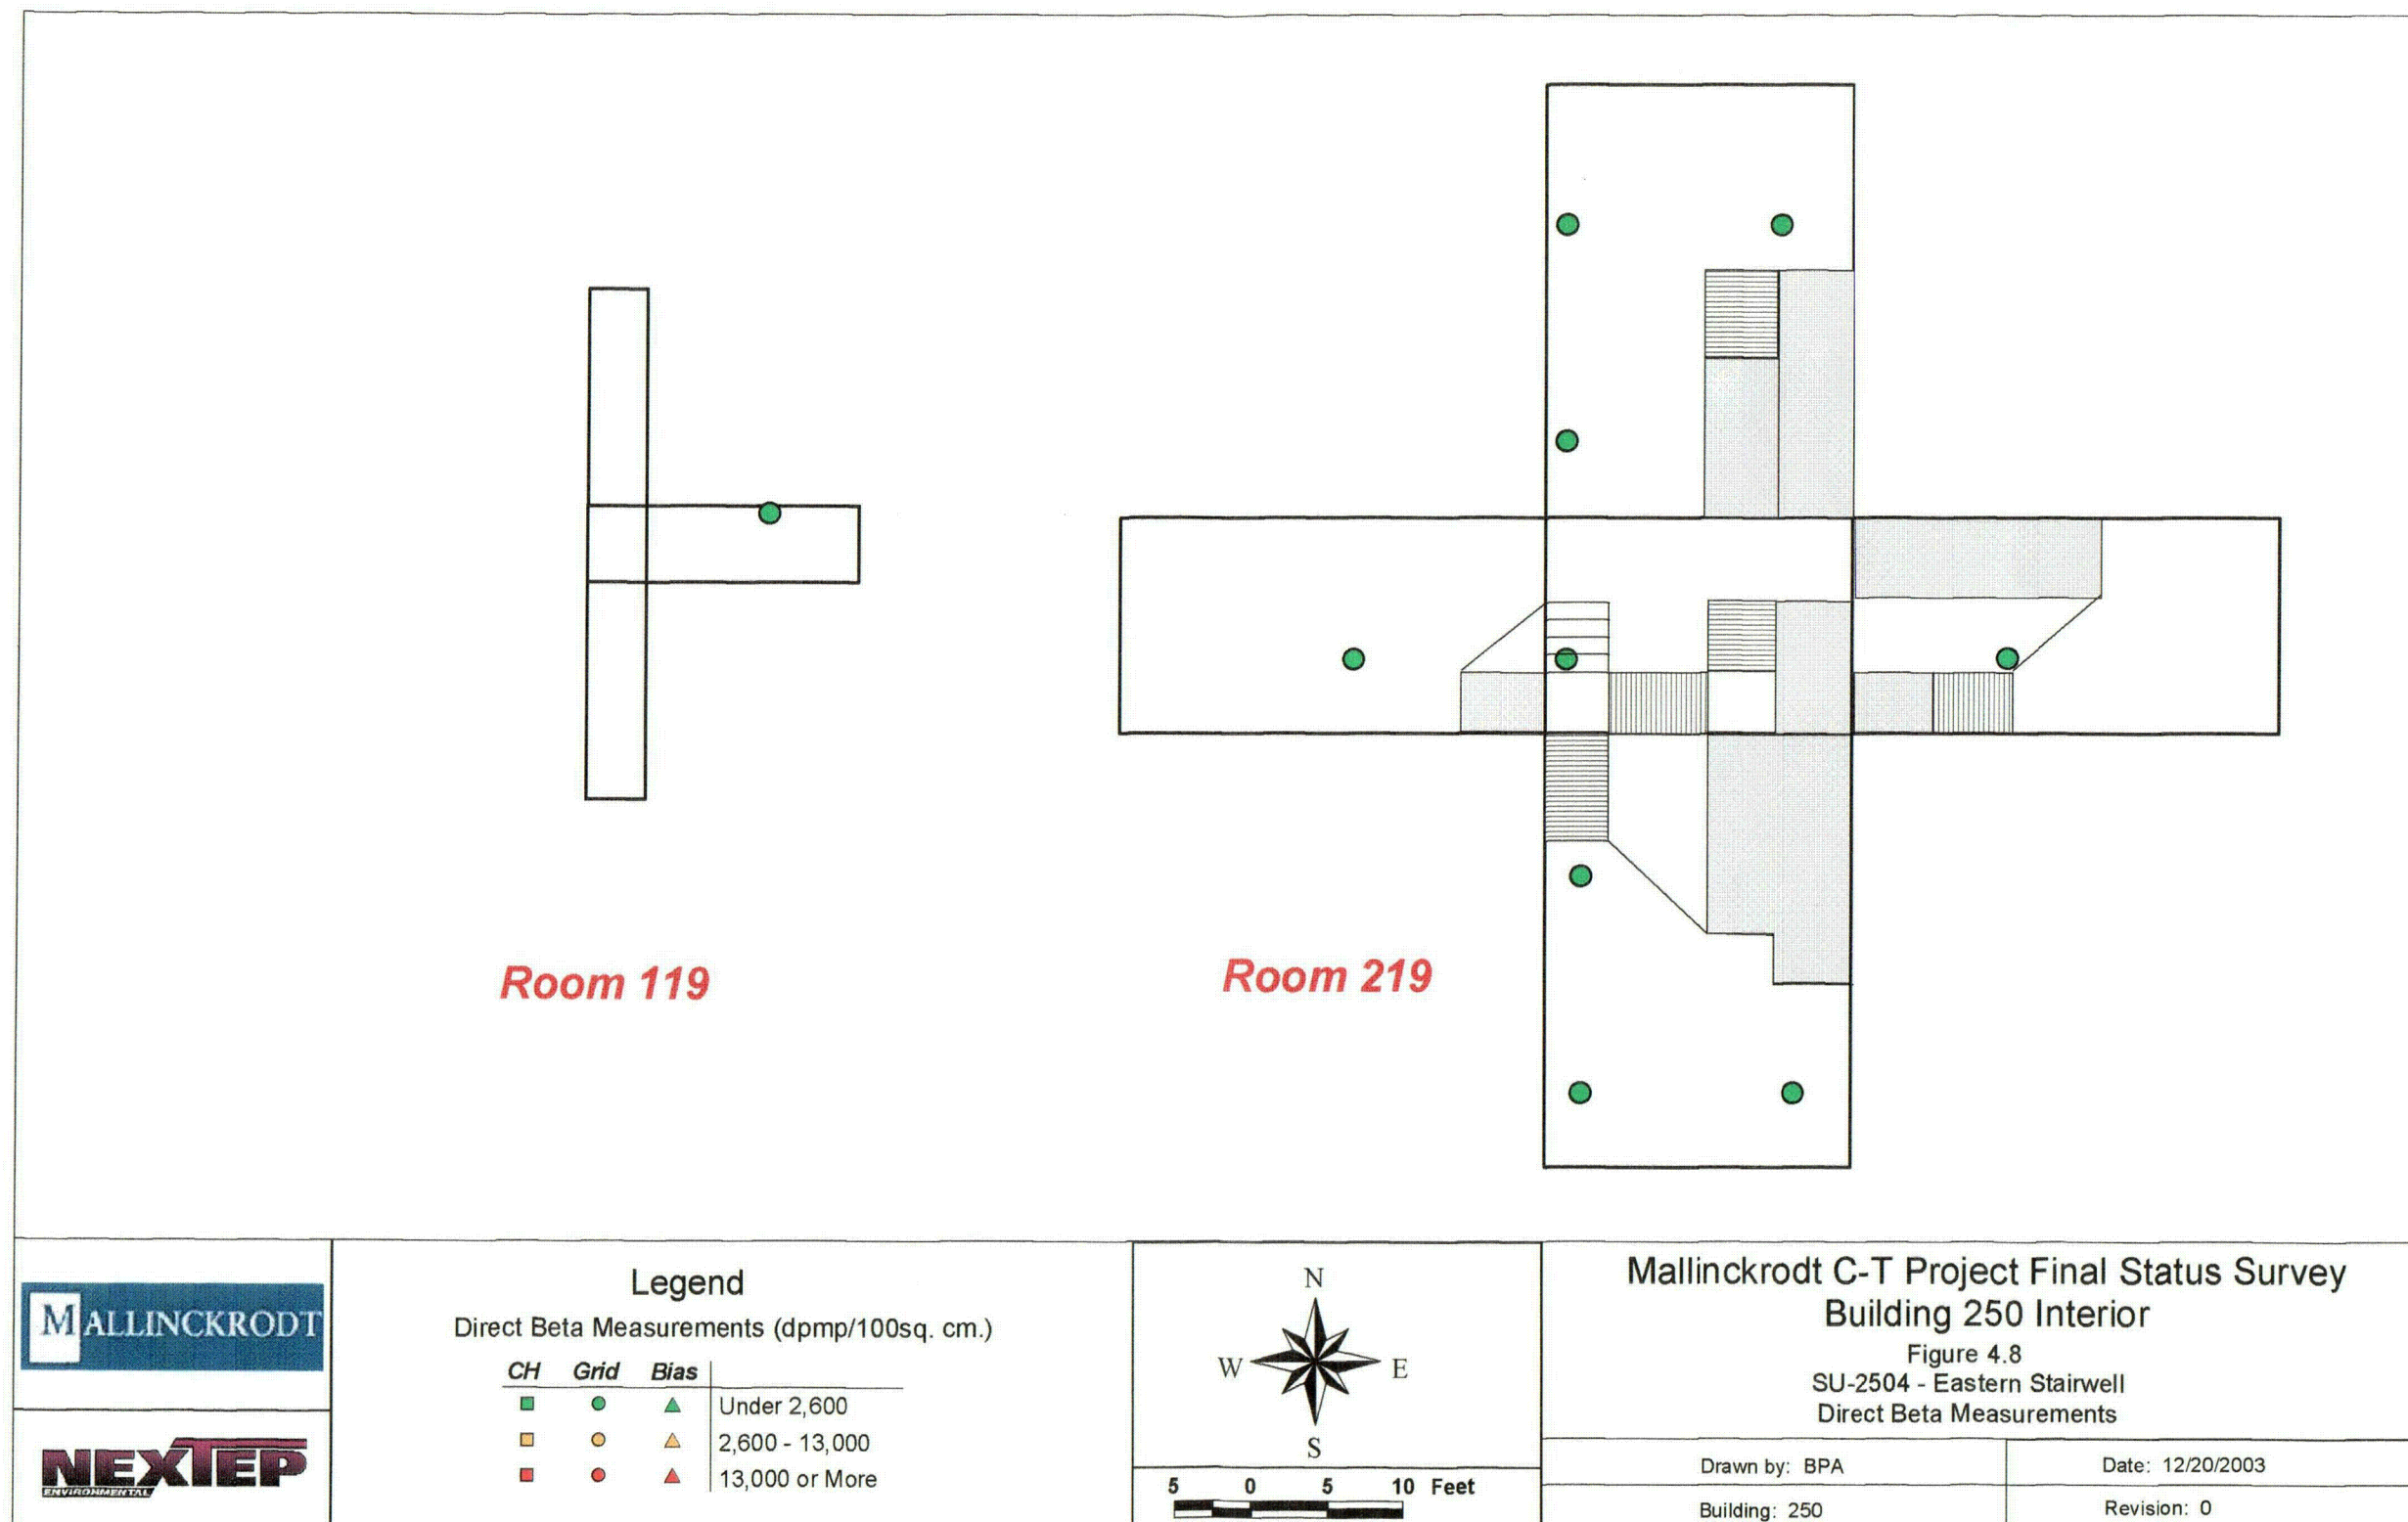 Room 119
Room 219
MALLINCKRODT
NEXTEP
ENVIRONMENTAL
Legend
Direct Beta Measurements (dpmp/100sq. cm.)
CH Grid Bias
Under 2,600
2,600 - 13,000
13,000 or More
N
W E
S
5 0 5 10 Feet
Mallinckrodt C-T Project Final Status Survey
Building 250 Interior
Figure 4.8
SU-2504 - Eastern Stairwell
Direct Beta Measurements
Drawn by: BPA
Date: 12/20/2003
Building: 250
Revision: 0